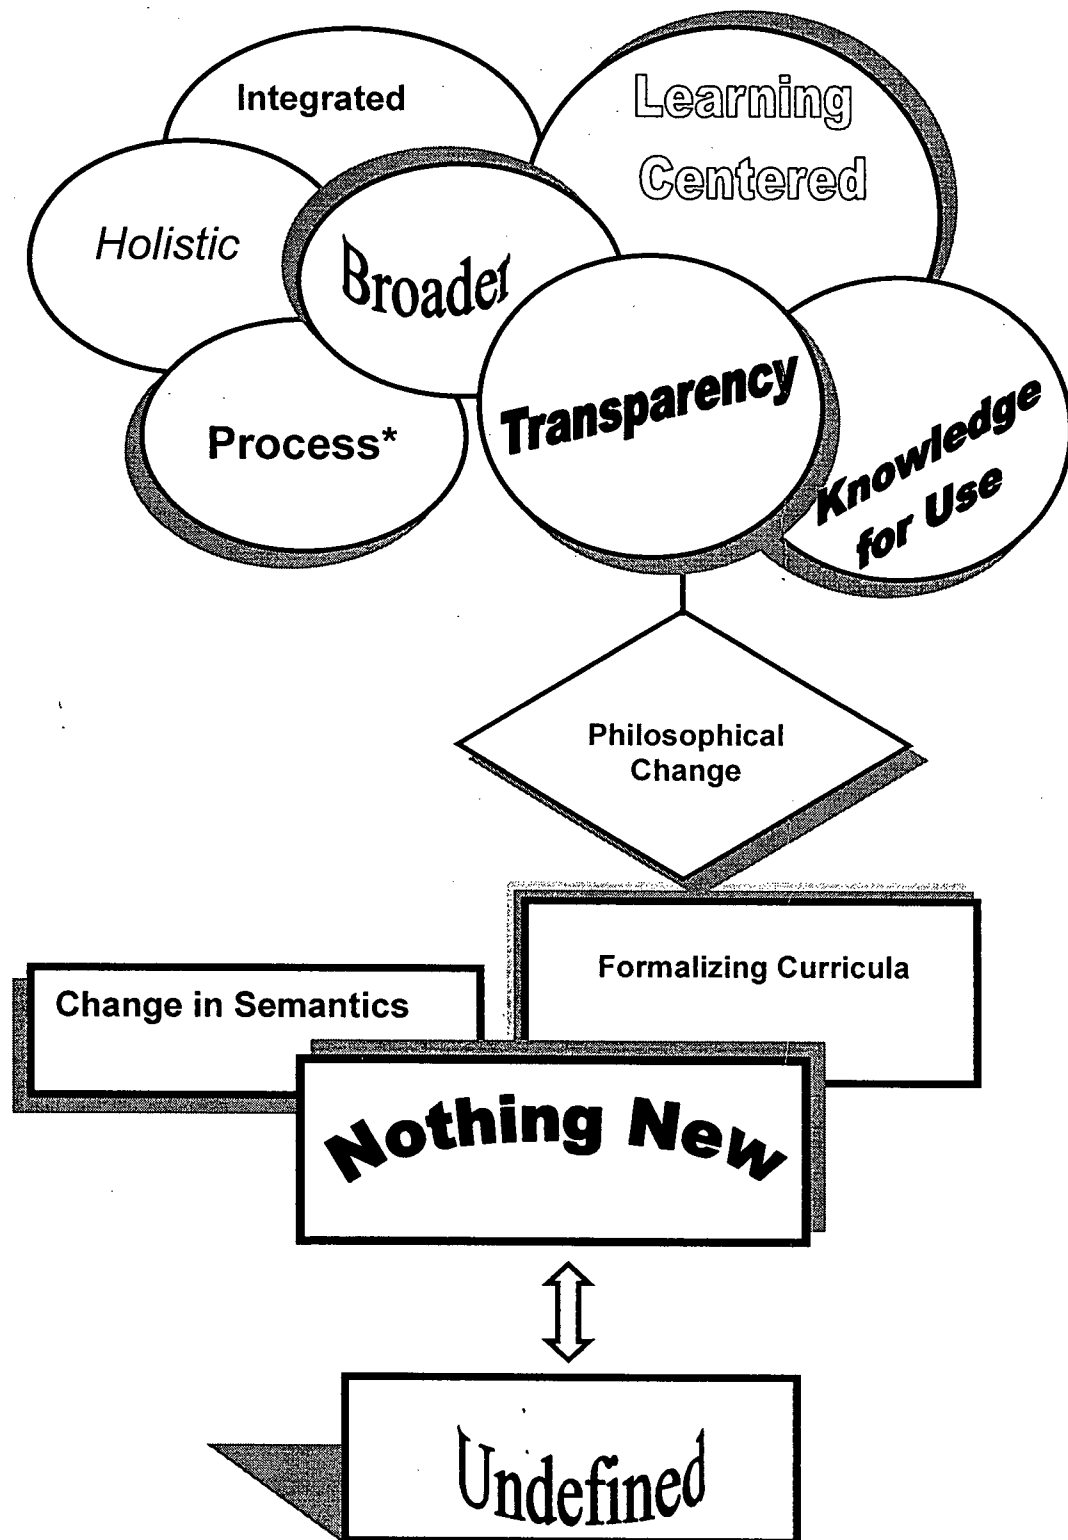 Integrated
Learning
Centered
Holistic
Broader
Transparency
Process*
Knowledge
for Use
Philosophical
Change
Formalizing Curricula
Change in Semantics
Nothing New
Undefined